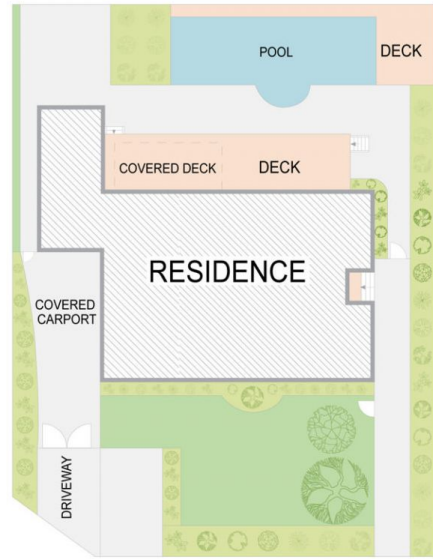 POOL
DECK
COVERED DECK
DECK
RESIDENCE
COVERED
CARPORT
DRIVEWAY